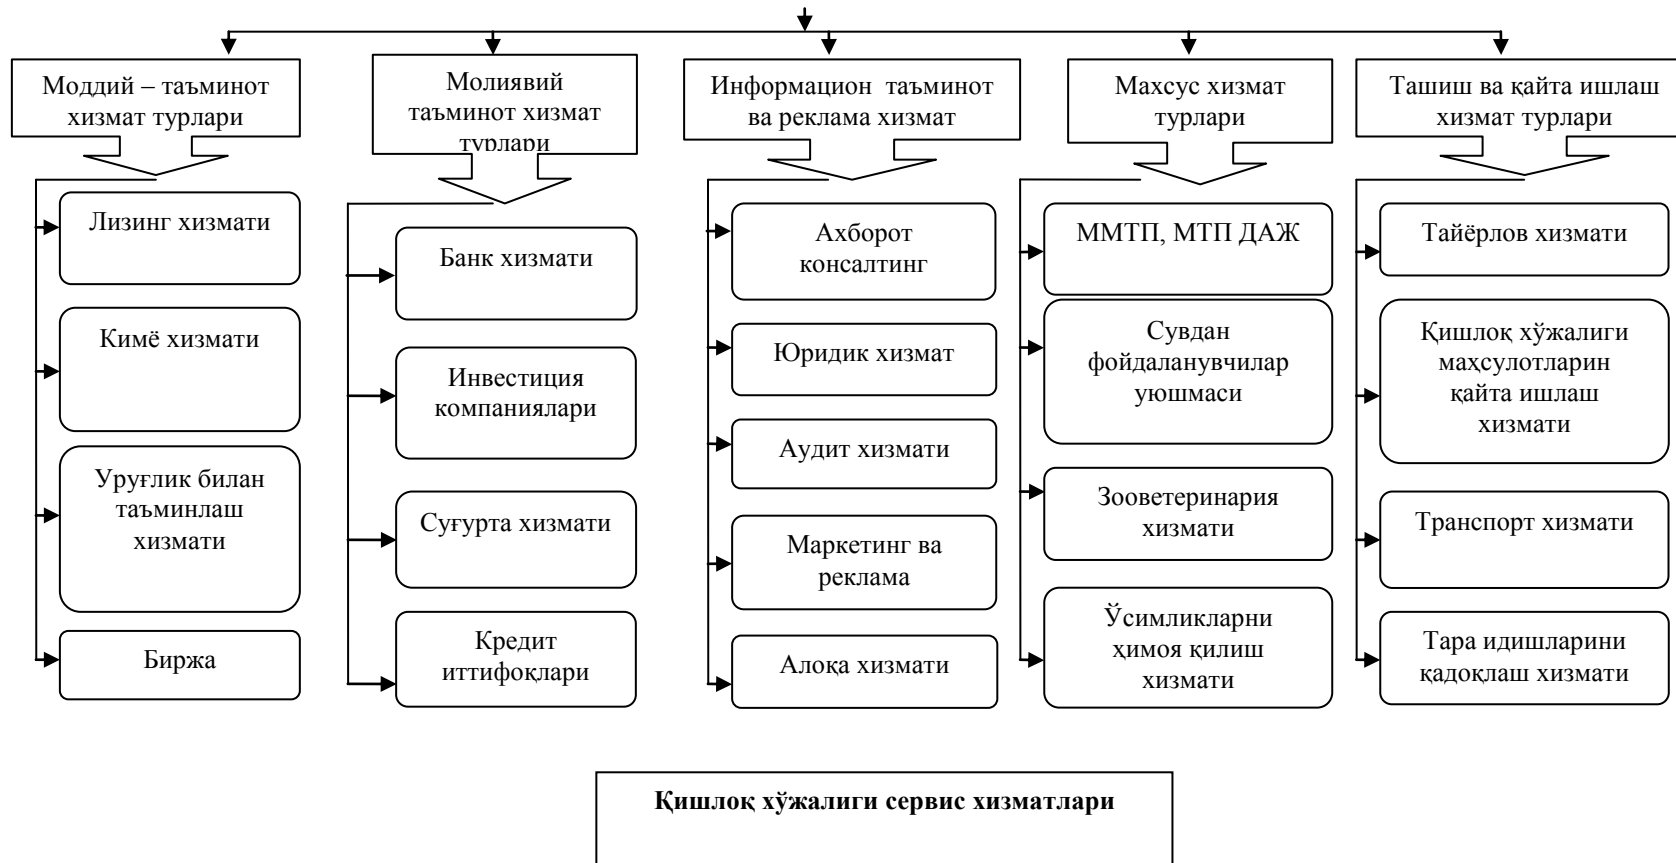 Моддий – таъминот
хизмат турлари
Лизинг хизмати
Кимё хизмати
Уруғлик билан
таъминлаш
хизмати
Биржа
Молиявий
таъминот хизмат
турлари
Банк хизмати
Инвестиция
компаниялари
Суғурта хизмати
Кредит
иттифоқлари
Информацион таъминот
ва реклама хизмат
Ахборот
консалтинг
Юридик хизмат
Аудит хизмати
Маркетинг ва
реклама
Алоқа хизмати
Махсус хизмат
турлари
ММТП, МТП ДАЖ
Сувдан
фойдаланувчилар
уюшмаси
Зооветеринария
хизмати
Ўсимликларни
ҳимоя қилиш
хизмати
Ташиш ва қайта ишлаш
хизмат турлари
Тайёрлов хизмати
Қишлоқ хўжалиги
маҳсулотларин
қайта ишлаш
хизмати
Транспорт хизмати
Тара идишларини
қадоқлаш хизмати
Қишлоқ хўжалиги сервис хизматлари